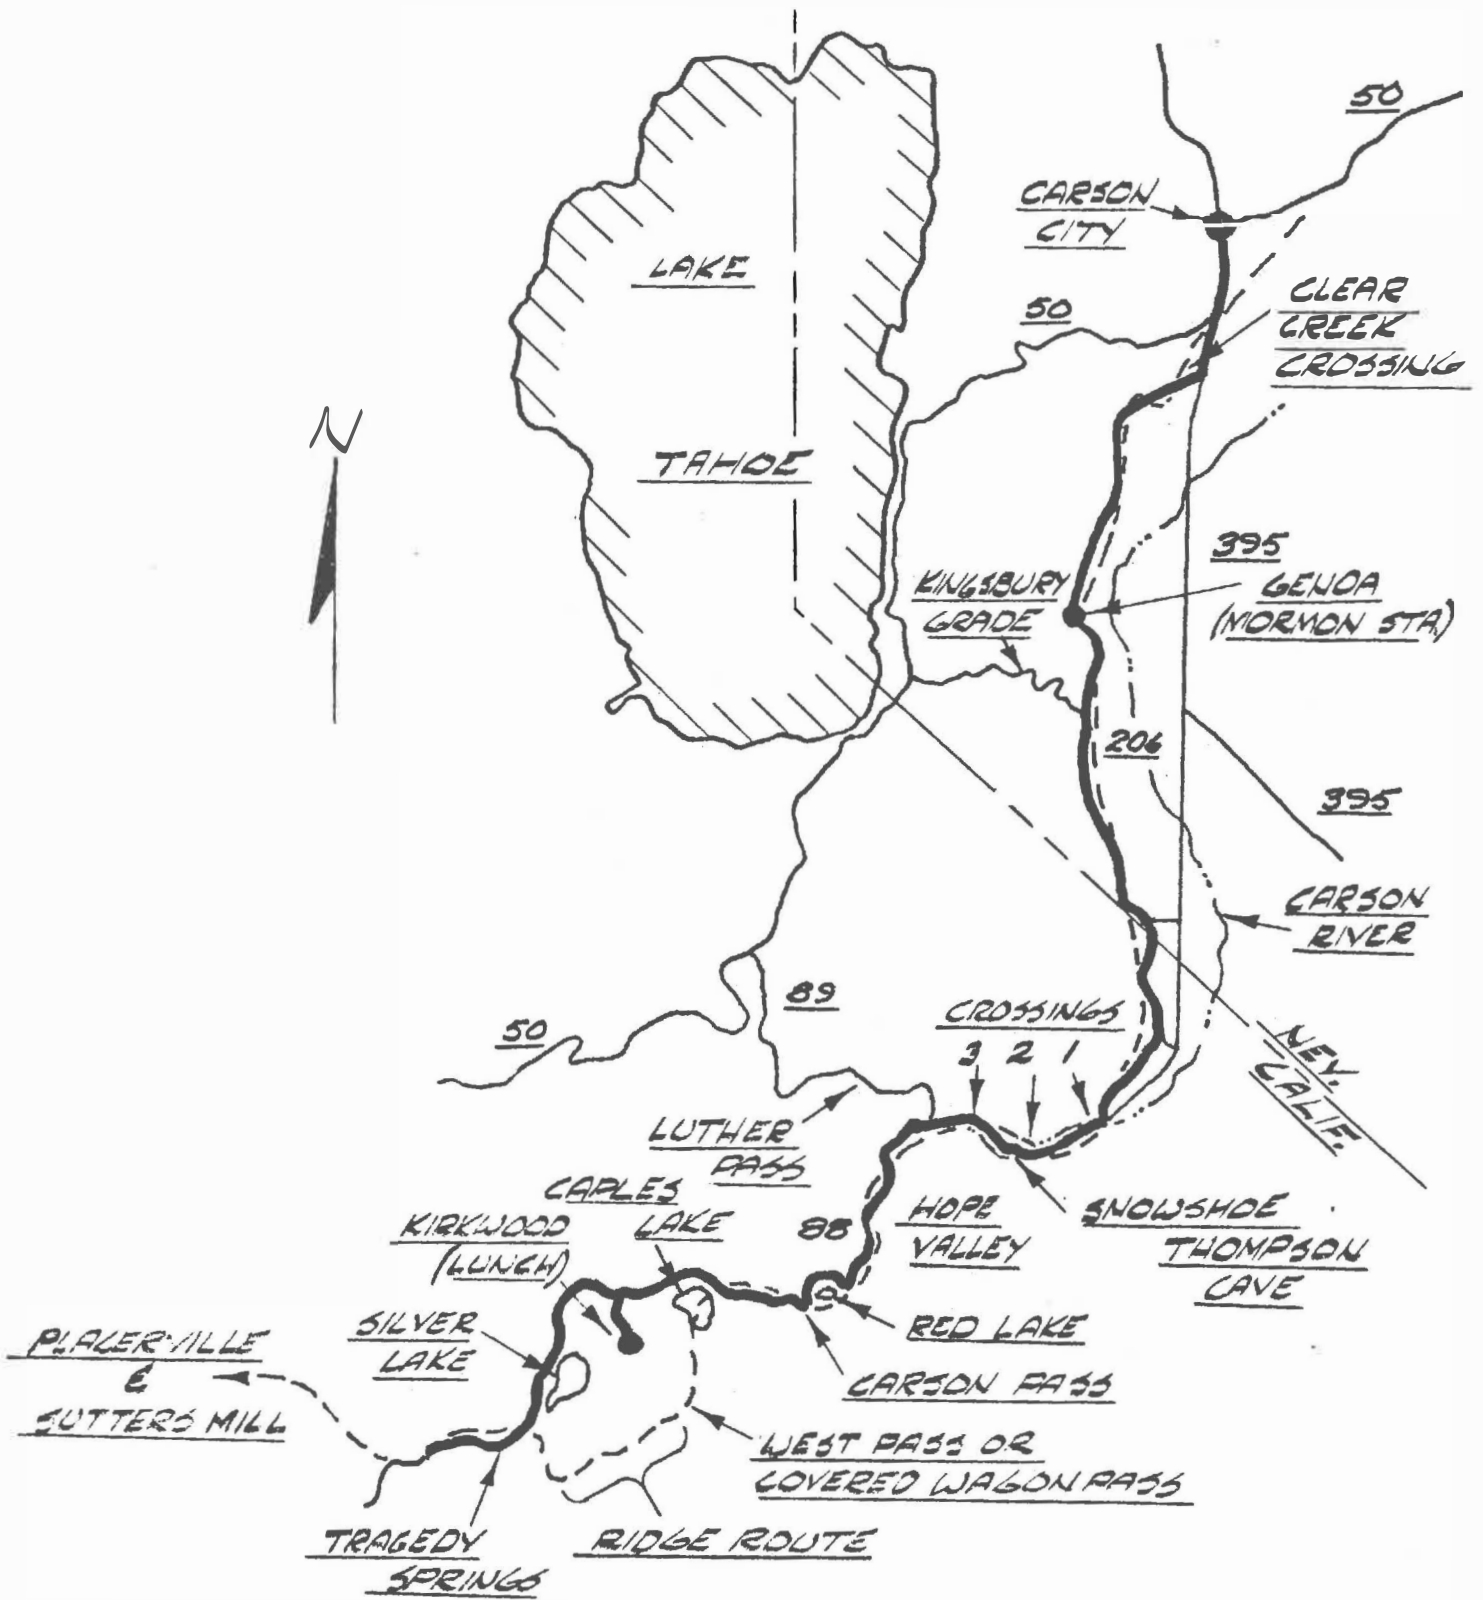 50
CARSON
CITY
CLEAR
CREEK
CROSSING
50
LAKE
TAHOE
N
395
GENOA
(MORMON STA.)
KINGSBURY
GRADE
206
395
CARSON
RIVER
89
50
CROSSINGS
3 2 1
NEV.
CALIF.
LUTHER
PASS
CAPLES
LAKE
KIRKWOOD
(LUNCH)
88
HOPE
VALLEY
SNOWSHOE
THOMPSON
CAVE
SILVER
LAKE
RED LAKE
PLACERVILLE
&
SUTTERS MILL
CARSON PASS
WEST PASS OR
COVERED WAGON PASS
TRAGEDY
SPRINGS
RIDGE ROUTE